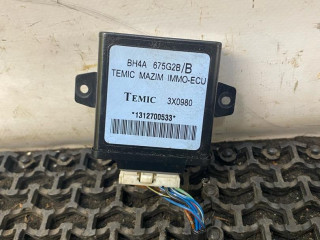 BH4A 675G2B/B
TEMIC MAZIM IMMO-ECU
TEMIC 3X0980
*1312700533*